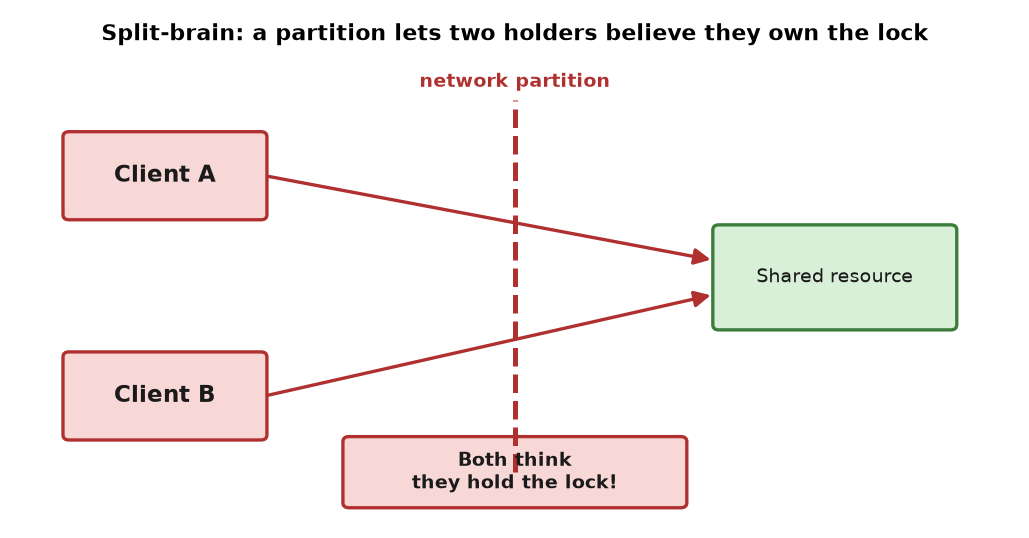 Split-brain: a partition lets two holders believe they own the lock
network partition
Client A
Shared resource
Client B
Both think
they hold the lock!